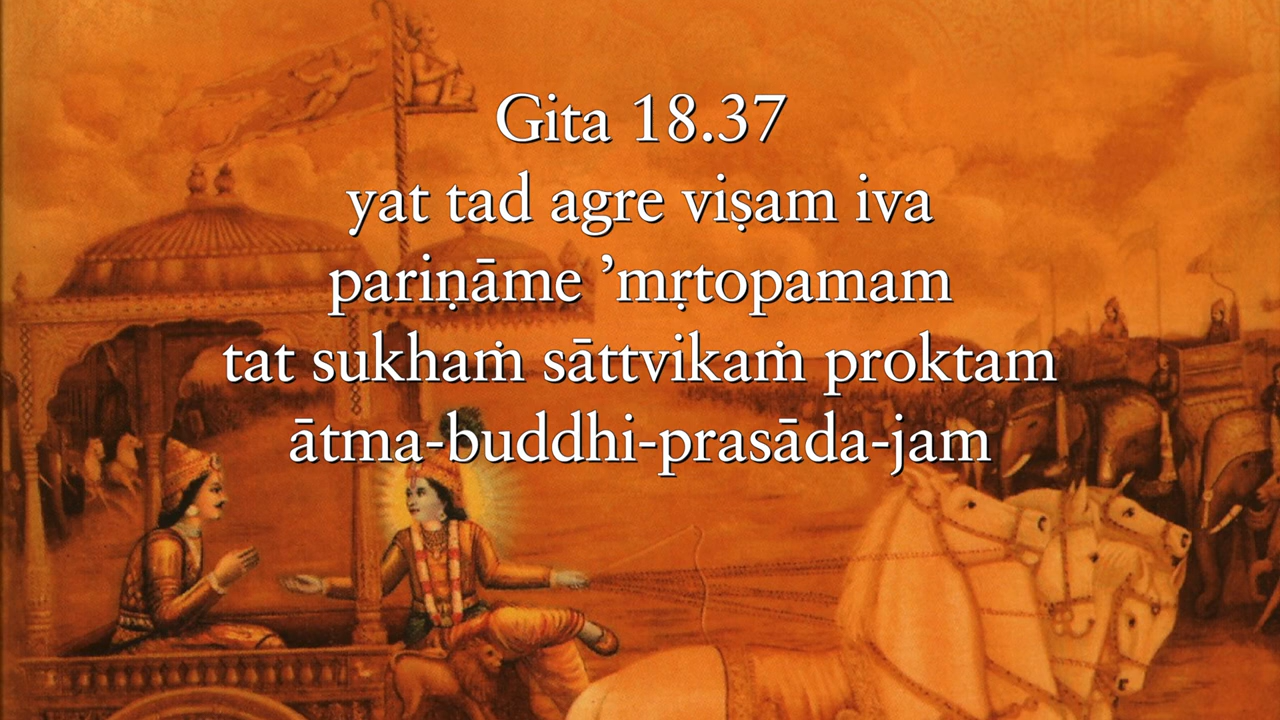 Gita 18.37
yat tad agre viṣam iva
pariṇāme ’mṛtopamam
tat sukhaṁ sāttvikaṁ proktam
ātma-buddhi-prasāda-jam